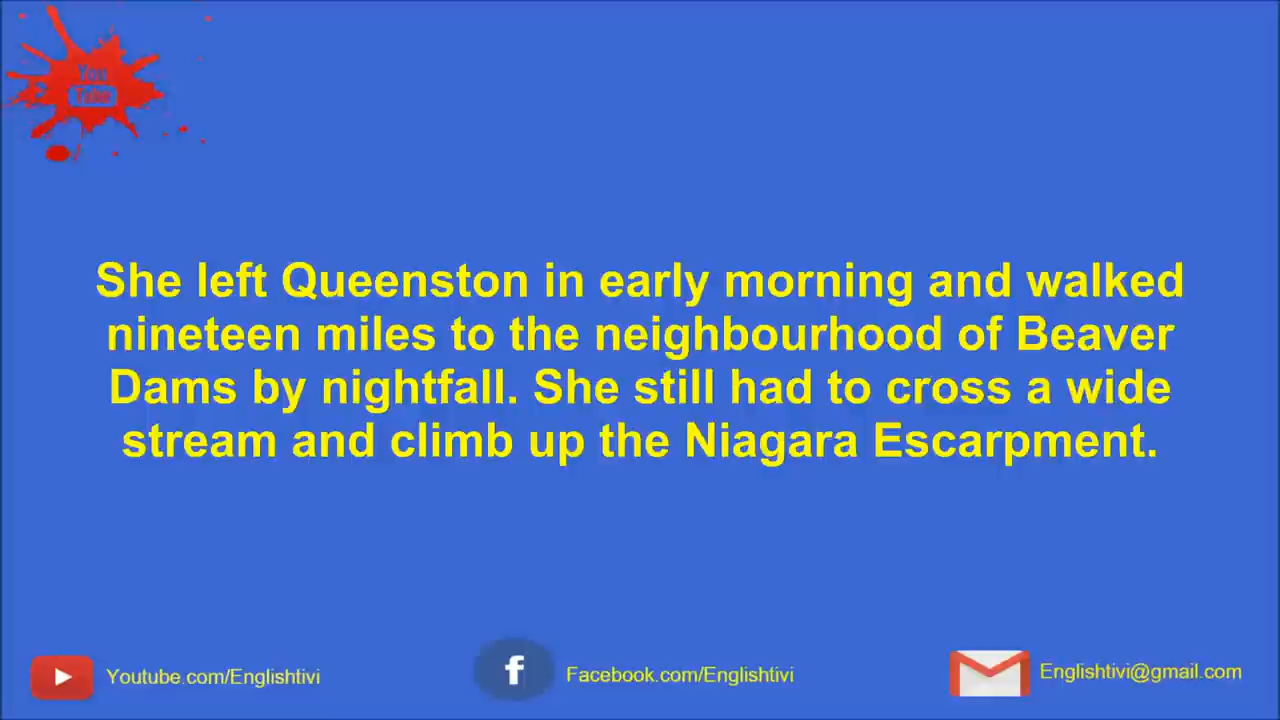 You
Tube
She left Queenston in early morning and walked
nineteen miles to the neighbourhood of Beaver
Dams by nightfall. She still had to cross a wide
stream and climb up the Niagara Escarpment.
Youtube.com/Englishtivi
Facebook.com/Englishtivi
Englishtivi@gmail.com